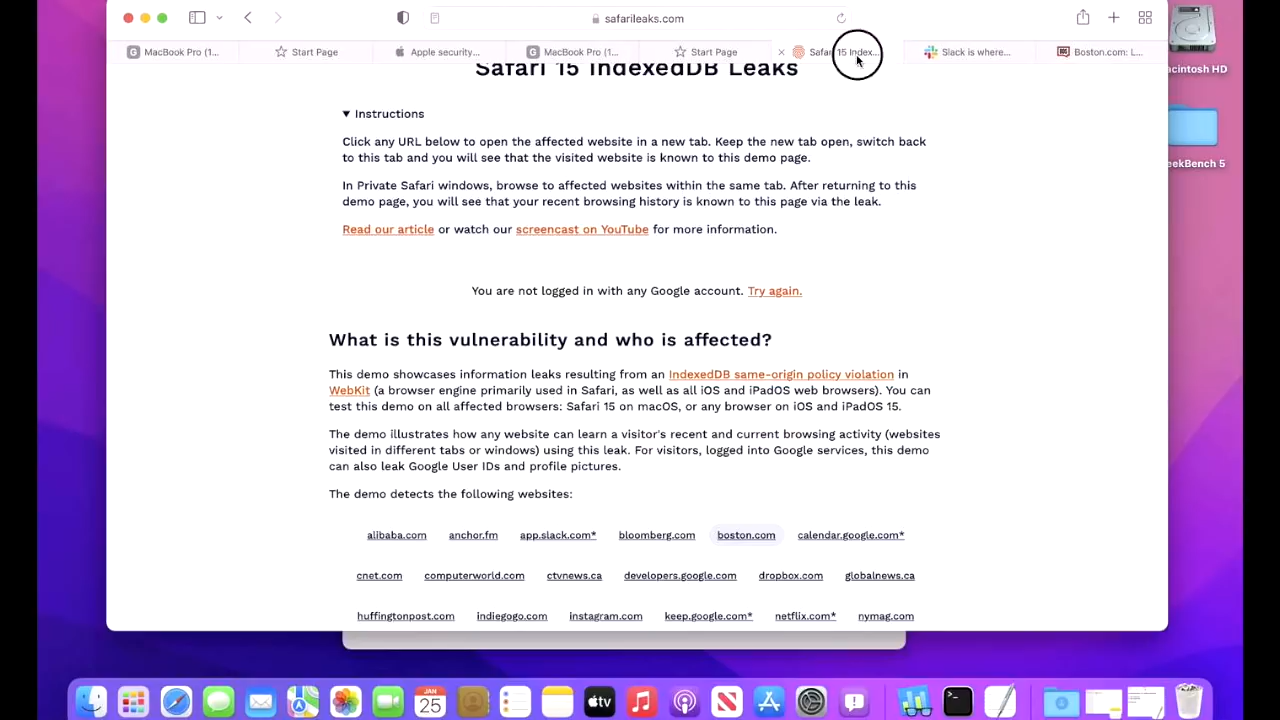 safarileaks.com
MacBook Pro (1...
Start Page
Apple security...
MacBook Pro (1...
Start Page
Safari 15 Index...
Slack is where...
Boston.com: L...
Safari 15 IndexedDB Leaks
▼ Instructions
Click any URL below to open the affected website in a new tab. Keep the new tab open, switch back
to this tab and you will see that the visited website is known to this demo page.
In Private Safari windows, browse to affected websites within the same tab. After returning to this
demo page, you will see that your recent browsing history is known to this page via the leak.
Read our article or watch our screencast on YouTube for more information.
You are not logged in with any Google account. Try again.
What is this vulnerability and who is affected?
This demo showcases information leaks resulting from an IndexedDB same-origin policy violation in
WebKit (a browser engine primarily used in Safari, as well as all iOS and iPadOS web browsers). You can
test this demo on all affected browsers: Safari 15 on macOS, or any browser on iOS and iPadOS 15.
The demo illustrates how any website can learn a visitor's recent and current browsing activity (websites
visited in different tabs or windows) using this leak. For visitors, logged into Google services, this demo
can also leak Google User IDs and profile pictures.
The demo detects the following websites:
alibaba.com anchor.fm app.slack.com* bloomberg.com boston.com calendar.google.com*
cnet.com computerworld.com ctvnews.ca developers.google.com dropbox.com globalnews.ca
huffingtonpost.com indiegogo.com instagram.com keep.google.com* netflix.com* nymag.com
acintosh HD
eekBench 5
JAN
25
tv